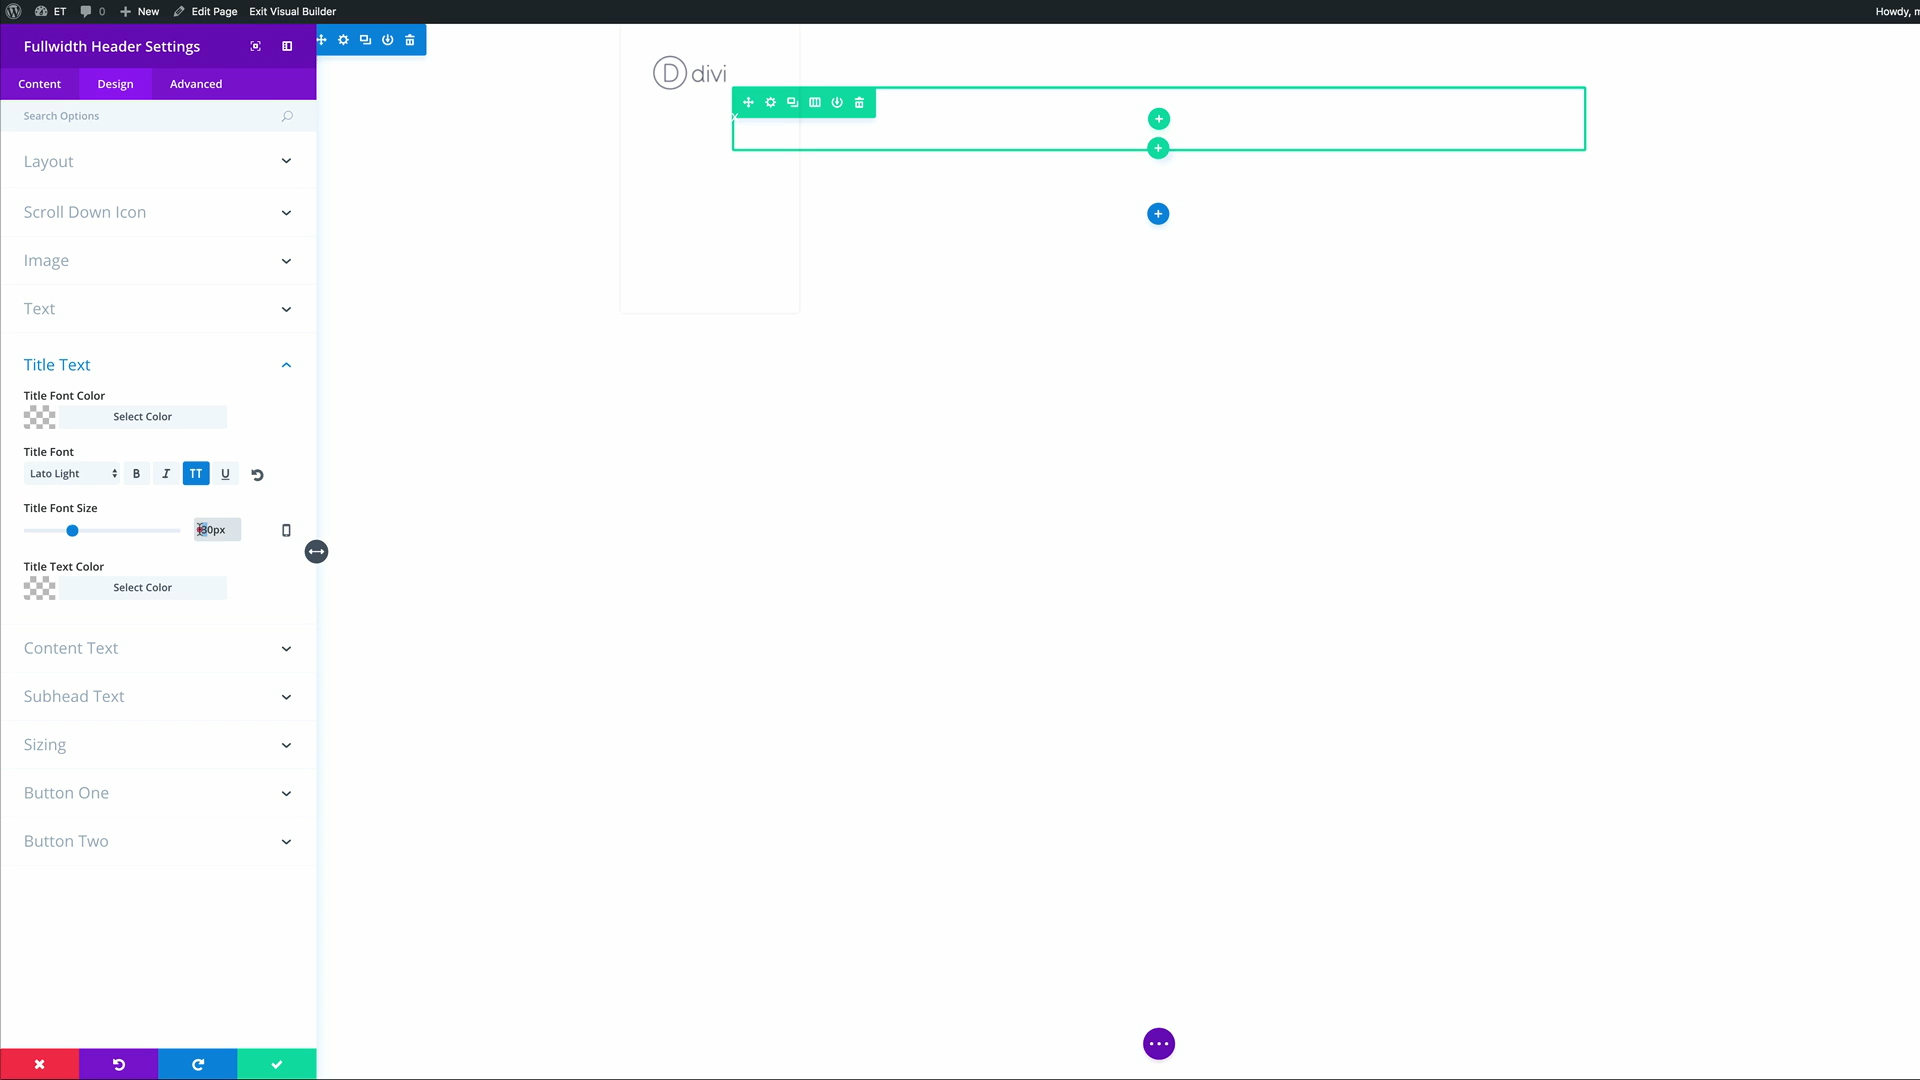 ET 0 New Edit Page Exit Visual Builder Howdy, m
Fullwidth Header Settings
Content Design Advanced
Search Options
Layout
Scroll Down Icon
Image
Text
Title Text
Title Font Color
Select Color
Title Font
Lato Light B I TT U
Title Font Size
30px
Title Text Color
Select Color
Content Text
Subhead Text
Sizing
Button One
Button Two
D divi